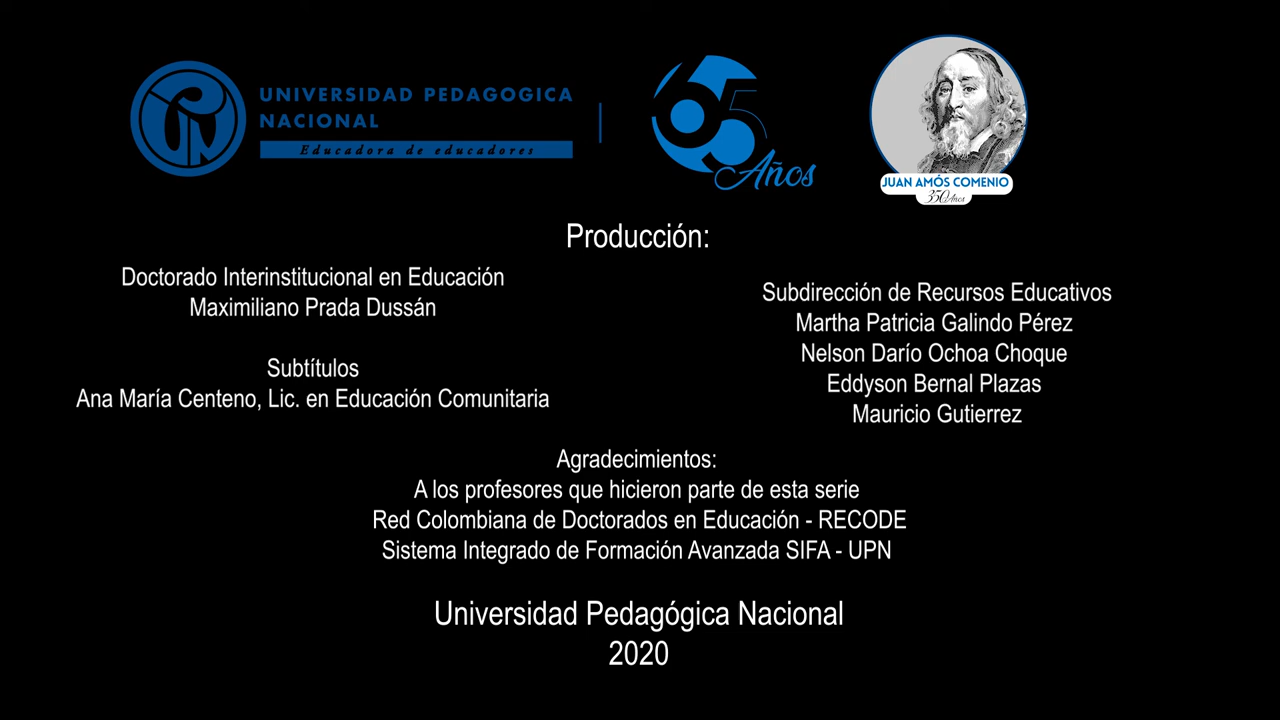 UNIVERSIDAD PEDAGOGICA
NACIONAL
Educadora de educadores
65
Años
JUAN AMÓS COMENIO
350 Años
Producción:
Doctorado Interinstitucional en Educación
Maximiliano Prada Dussán
Subtítulos
Ana María Centeno, Lic. en Educación Comunitaria
Subdirección de Recursos Educativos
Martha Patricia Galindo Pérez
Nelson Darío Ochoa Choque
Eddyson Bernal Plazas
Mauricio Gutierrez
Agradecimientos:
A los profesores que hicieron parte de esta serie
Red Colombiana de Doctorados en Educación - RECODE
Sistema Integrado de Formación Avanzada SIFA - UPN
Universidad Pedagógica Nacional
2020